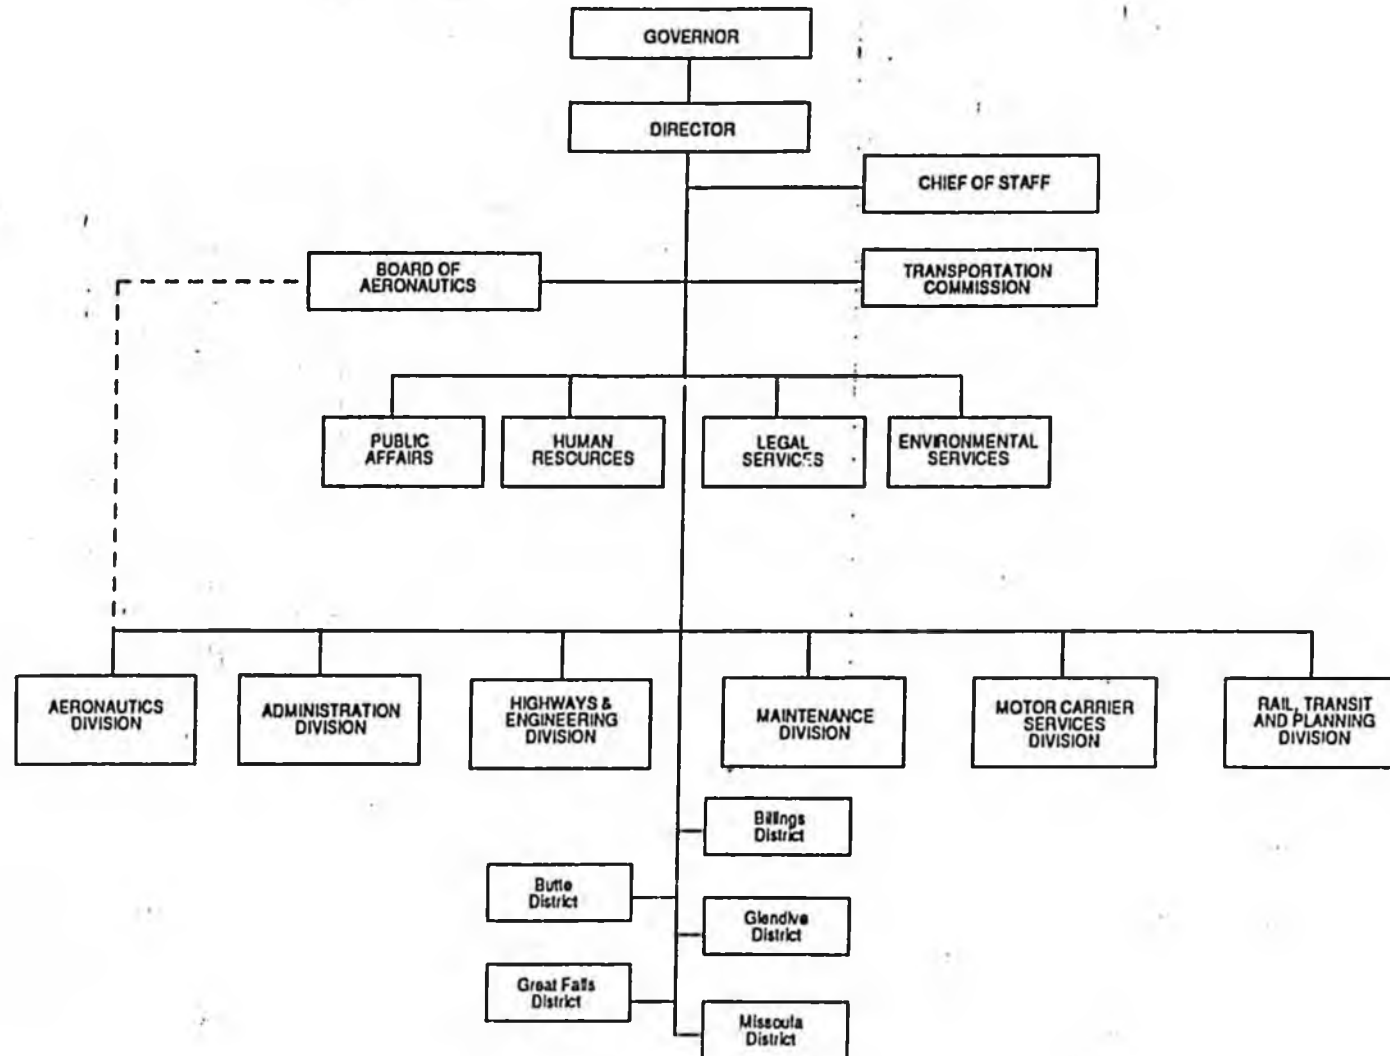 GOVERNOR
DIRECTOR
CHIEF OF STAFF
BOARD OF
AERONAUTICS
TRANSPORTATION
COMMISSION
PUBLIC
AFFAIRS
HUMAN
RESOURCES
LEGAL
SERVICES
ENVIRONMENTAL
SERVICES
AERONAUTICS
DIVISION
ADMINISTRATION
DIVISION
HIGHWAYS &
ENGINEERING
DIVISION
MAINTENANCE
DIVISION
MOTOR CARRIER
SERVICES
DIVISION
RAIL, TRANSIT
AND PLANNING
DIVISION
Billings
District
Butte
District
Glendive
District
Great Falls
District
Missoula
District